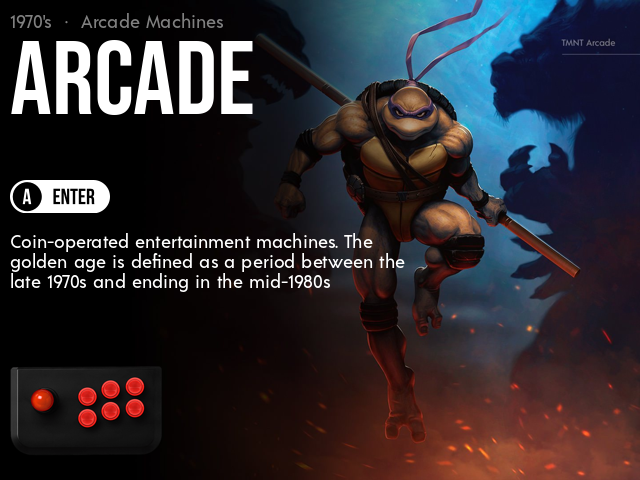 1970's · Arcade Machines
ARCADE
TMNT Arcade
A ENTER
Coin-operated entertainment machines. The
golden age is defined as a period between the
late 1970s and ending in the mid-1980s